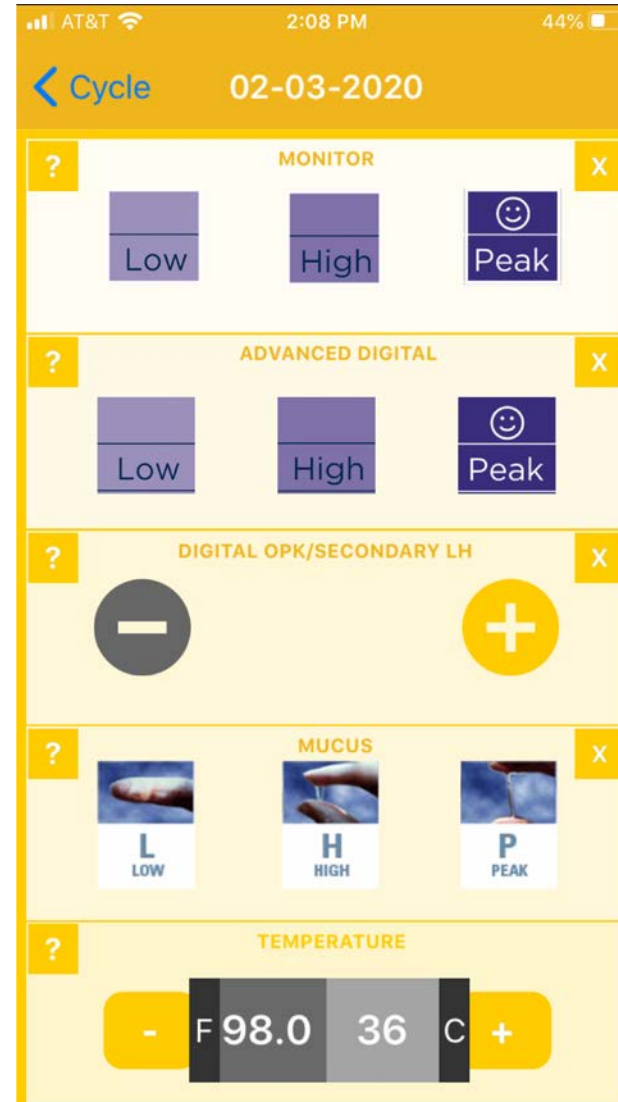 AT&T 2:08 PM 44%
Cycle 02-03-2020
? MONITOR X
Low High Peak
? ADVANCED DIGITAL X
Low High Peak
? DIGITAL OPK/SECONDARY LH X
− +
? MUCUS X
L H P
LOW HIGH PEAK
? TEMPERATURE
- F 98.0 36 C +